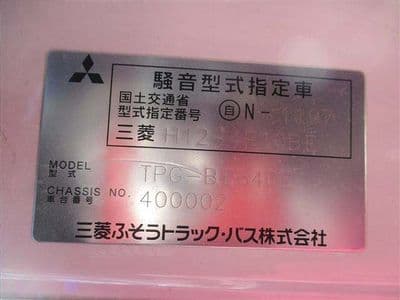 騒音型式指定車
国土交通省
型式指定番号 自 N-
三菱
MODEL
型式
CHASSIS NO. 400002
車台番号
三菱ふそうトラック・バス株式会社